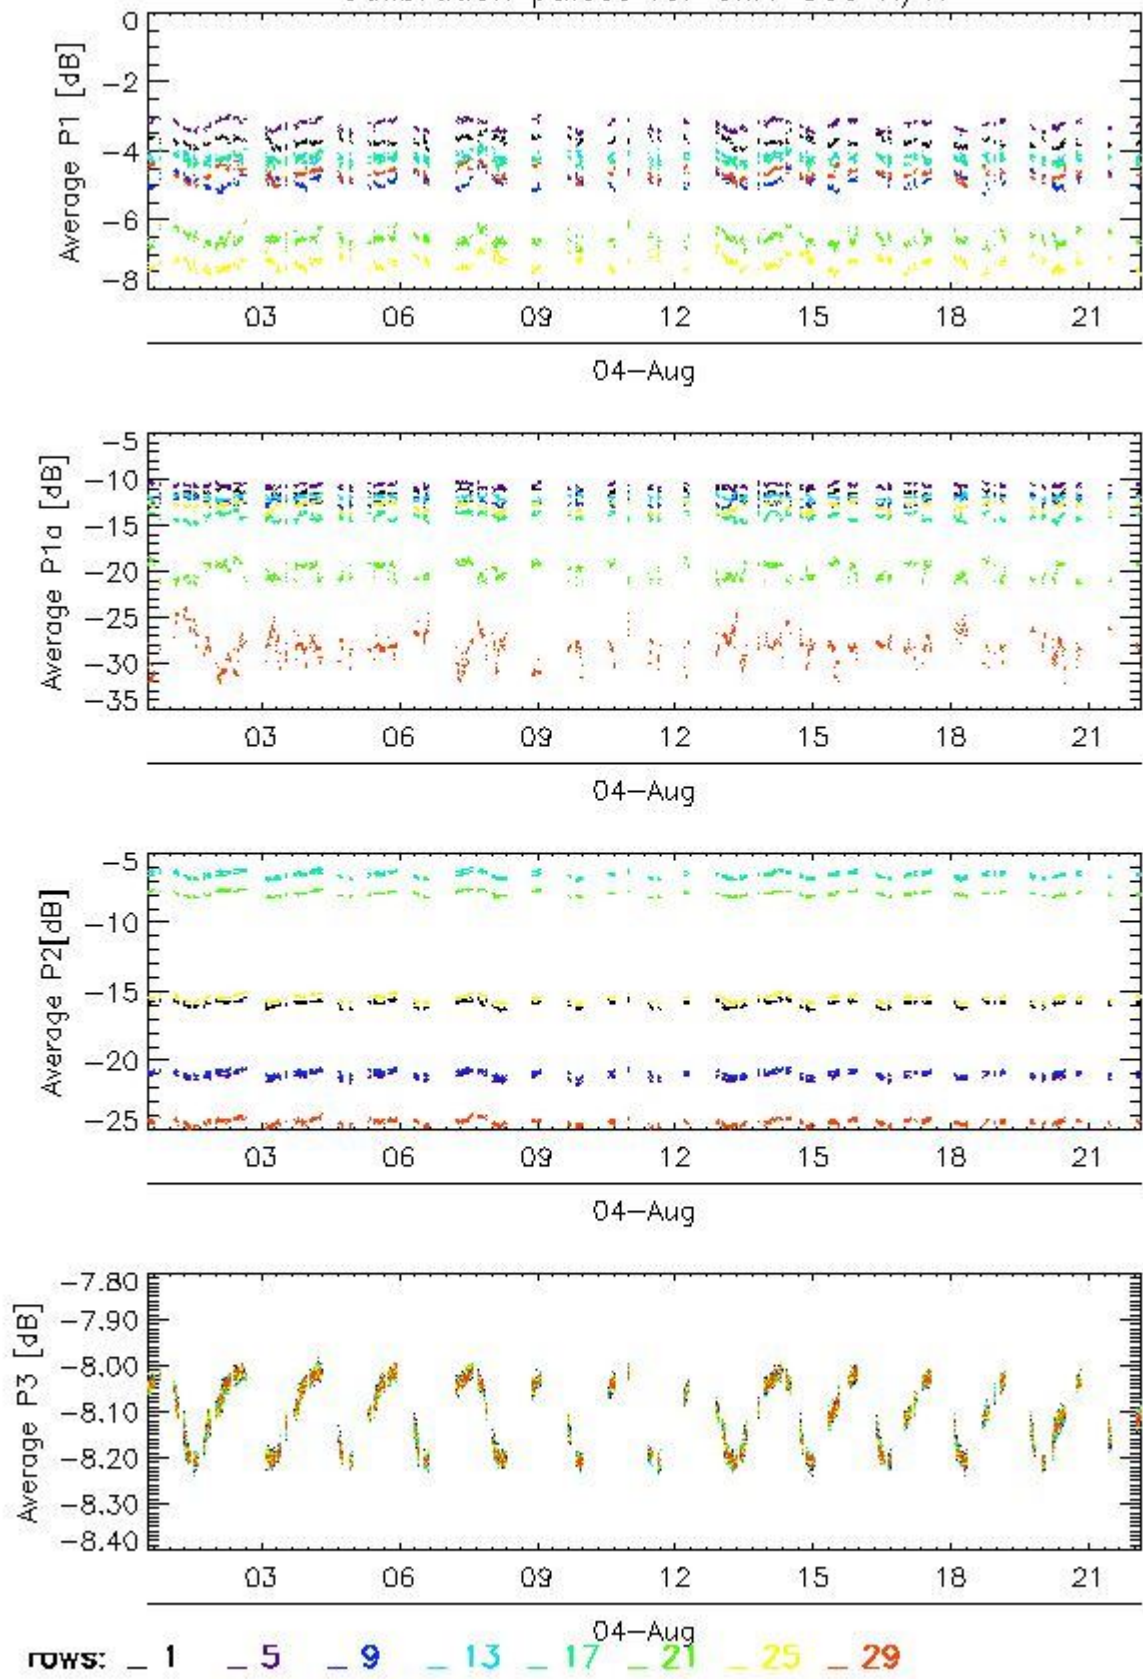 0
Average P1 [dB]
-2
-4
-6
-8
03 06 09 12 15 18 21
04-Aug
Average P1a [dB]
-5
-10
-15
-20
-25
-30
-35
03 06 09 12 15 18 21
04-Aug
Average P2[dB]
-5
-10
-15
-20
-25
03 06 09 12 15 18 21
04-Aug
Average P3 [dB]
-7.80
-7.90
-8.00
-8.10
-8.20
-8.30
-8.40
03 06 09 12 15 18 21
04-Aug
rows: _ 1 _ 5 _ 9 _ 13 _ 17 _ 21 _ 25 _ 29